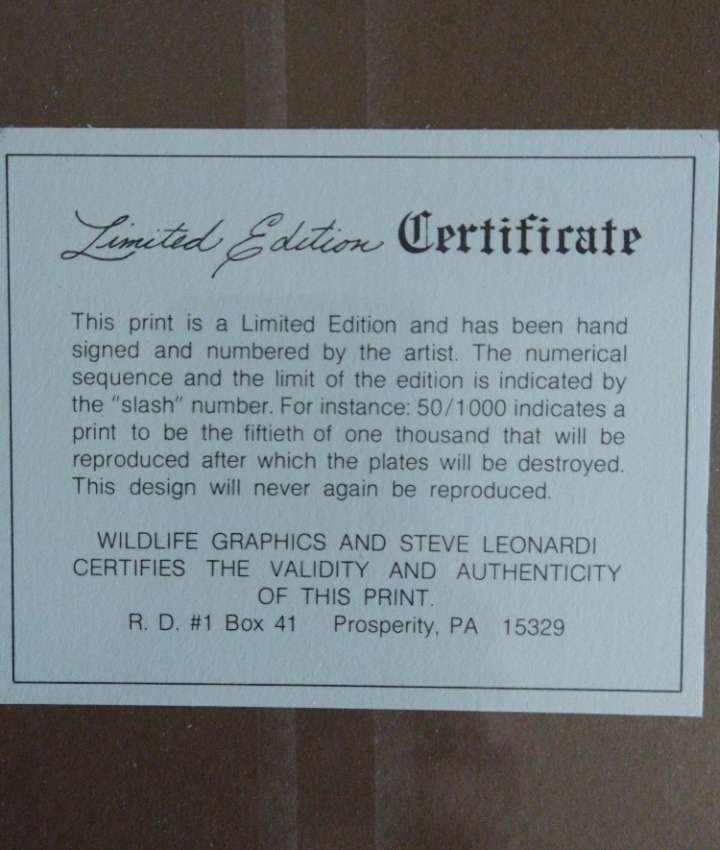 Limited Edition Certificate
This print is a Limited Edition and has been hand
signed and numbered by the artist. The numerical
sequence and the limit of the edition is indicated by
the "slash" number. For instance: 50/1000 indicates a
print to be the fiftieth of one thousand that will be
reproduced after which the plates will be destroyed.
This design will never again be reproduced.
WILDLIFE GRAPHICS AND STEVE LEONARDI
CERTIFIES THE VALIDITY AND AUTHENTICITY
OF THIS PRINT.
R. D. #1 Box 41 Prosperity, PA 15329